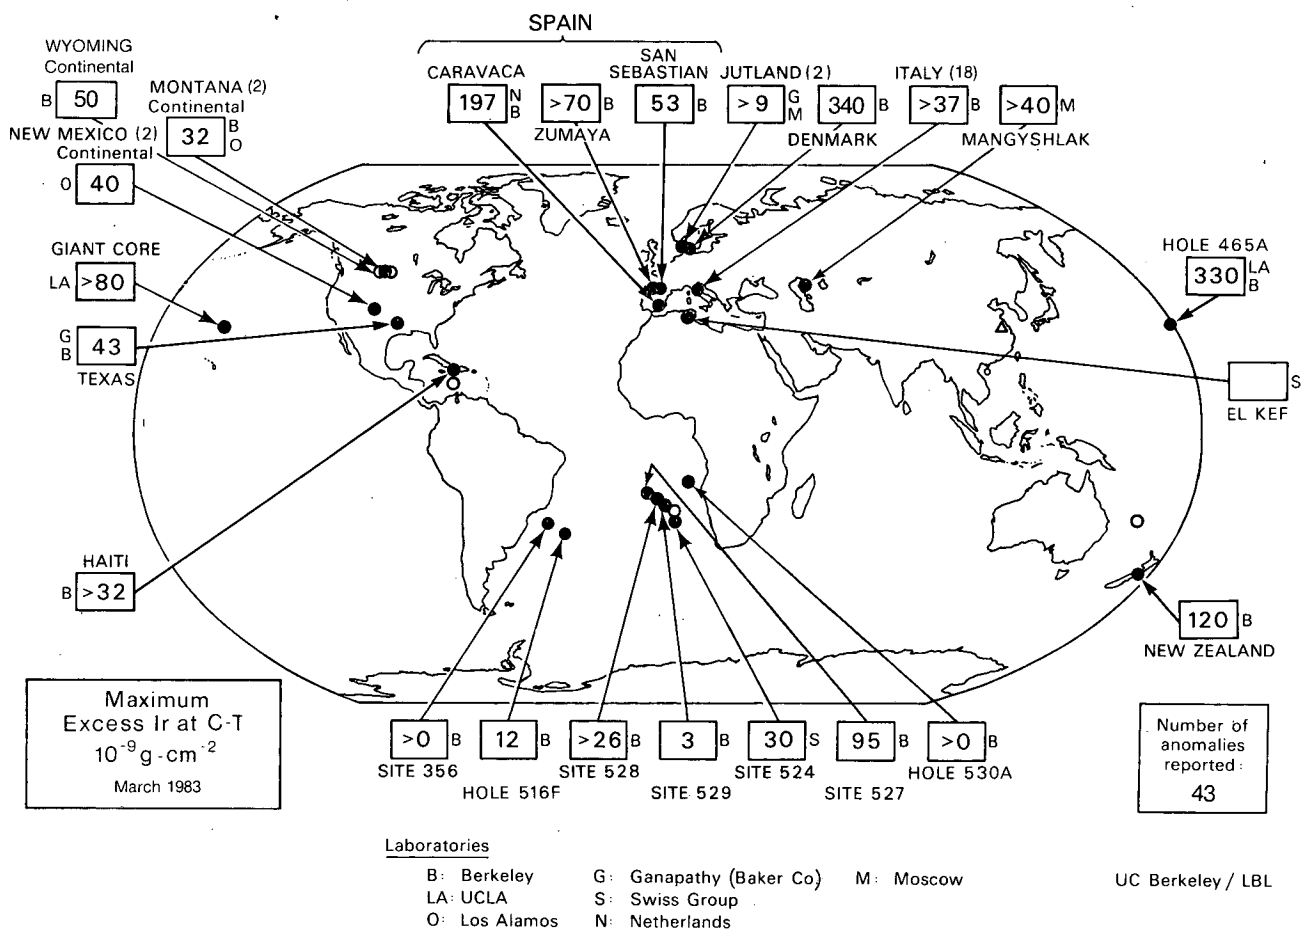 SPAIN
WYOMING
Continental
B 50
MONTANA (2)
Continental
32 B
O
NEW MEXICO (2)
Continental
O 40
CARAVACA
197 N
B
>70 B
ZUMAYA
SAN
SEBASTIAN
53 B
JUTLAND (2)
>9 G
M
340 B
DENMARK
ITALY (18)
>37 B
>40 M
MANGYSHLAK
GIANT CORE
LA >80
G
B 43
TEXAS
HOLE 465A
330 LA
B
S
EL KEF
HAITI
B >32
120 B
NEW ZEALAND
Maximum
Excess Ir at C-T
10⁻⁹ g-cm⁻²
March 1983
>0 B
SITE 356
12 B
HOLE 516F
>26 B
SITE 528
3 B
SITE 529
30 S
SITE 524
95 B
SITE 527
>0 B
HOLE 530A
Number of
anomalies
reported:
43
Laboratories
B: Berkeley G: Ganapathy (Baker Co.) M: Moscow
LA: UCLA S: Swiss Group
O: Los Alamos N: Netherlands
UC Berkeley / LBL